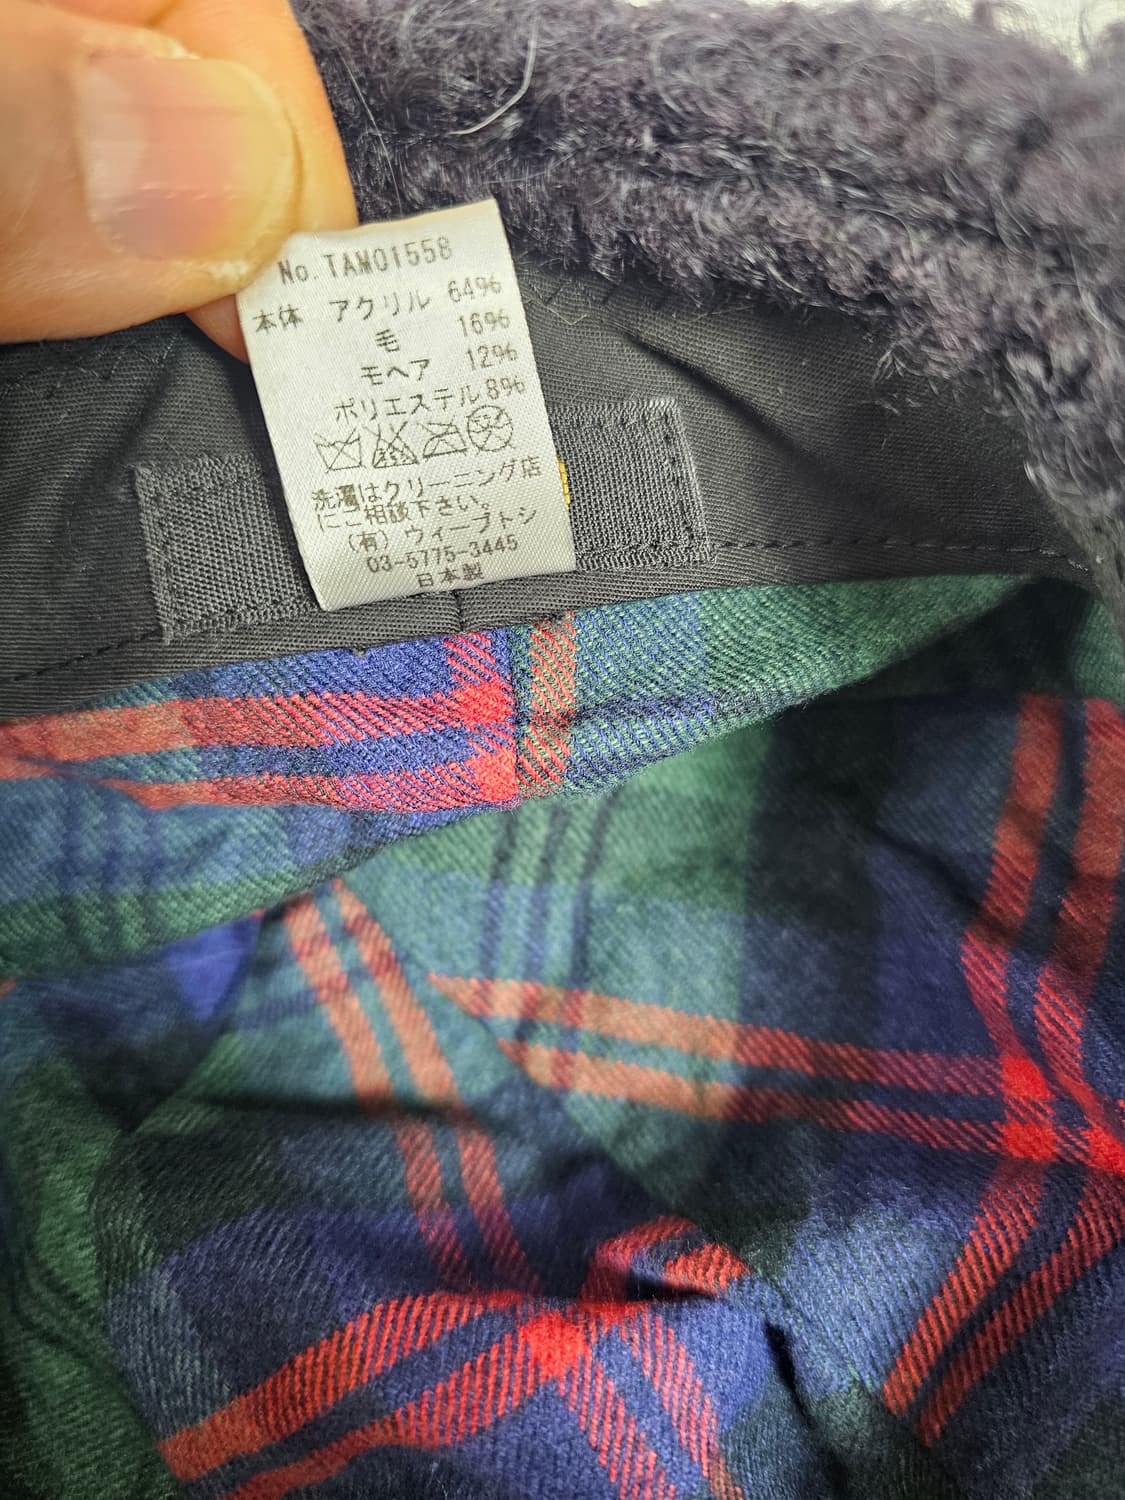 No.TAM01558
本体 アクリル 64%
毛 16%
モヘア 12%
ポリエステル 8%
洗濯はクリーニング店
にご相談下さい。
(有) ウィーブトシ
03-5775-3445
日本製